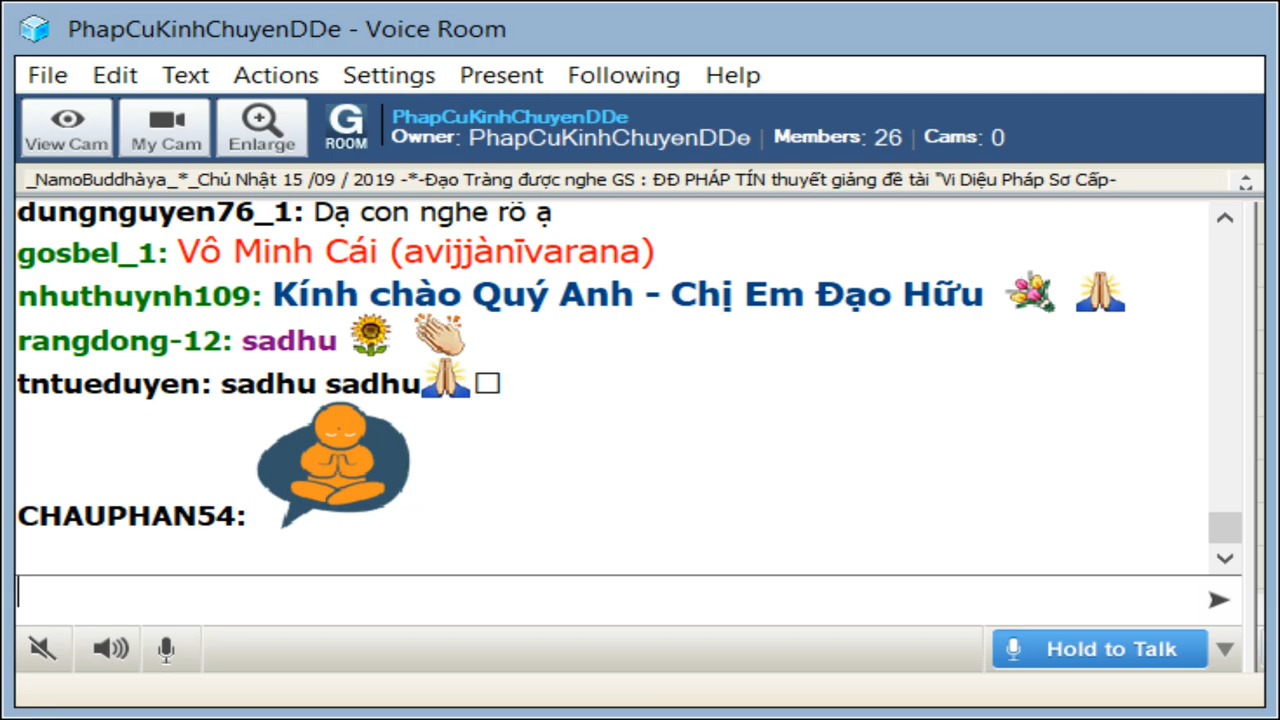 PhapCuKinhChuyenDDe - Voice Room
File Edit Text Actions Settings Present Following Help
View Cam My Cam Enlarge G ROOM PhapCuKinhChuyenDDe
Owner: PhapCuKinhChuyenDDe | Members: 26 | Cams: 0
_NamoBuddhàya_*_Chủ Nhật 15 /09 / 2019 -*-Đạo Tràng được nghe GS : ĐĐ PHÁP TÍN thuyết giảng đề tài "Vi Diệu Pháp Sơ Cấp-
dungnguyen76_1: Dạ con nghe rõ ạ
gosbel_1: Vô Minh Cái (avijjànīvarana)
nhuthuynh109: Kính chào Quý Anh - Chị Em Đạo Hữu
rangdong-12: sadhu
tntueduyen: sadhu sadhu
CHAUPHAN54:
Hold to Talk